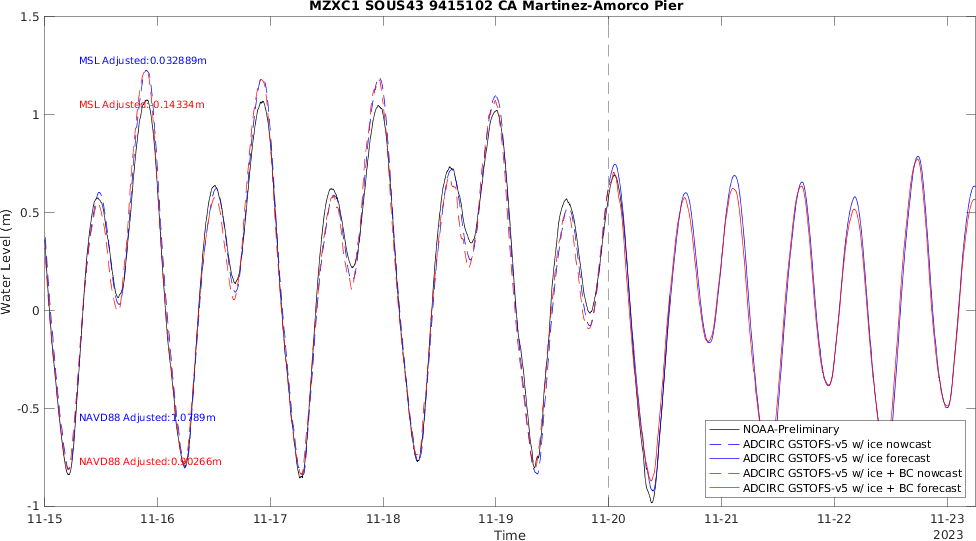 MZXC1 SOUS43 9415102 CA Martinez-Amorco Pier
1.5
1
0.5
0
-0.5
-1
Water Level (m)
MSL Adjusted:0.032889m
MSL Adjusted:-0.14334m
NAVD88 Adjusted:1.0789m
NAVD88 Adjusted:0.90266m
NOAA-Preliminary
ADCIRC GSTOFS-v5 w/ ice nowcast
ADCIRC GSTOFS-v5 w/ ice forecast
ADCIRC GSTOFS-v5 w/ ice + BC nowcast
ADCIRC GSTOFS-v5 w/ ice + BC forecast
11-15 11-16 11-17 11-18 11-19 11-20 11-21 11-22 11-23
Time
2023